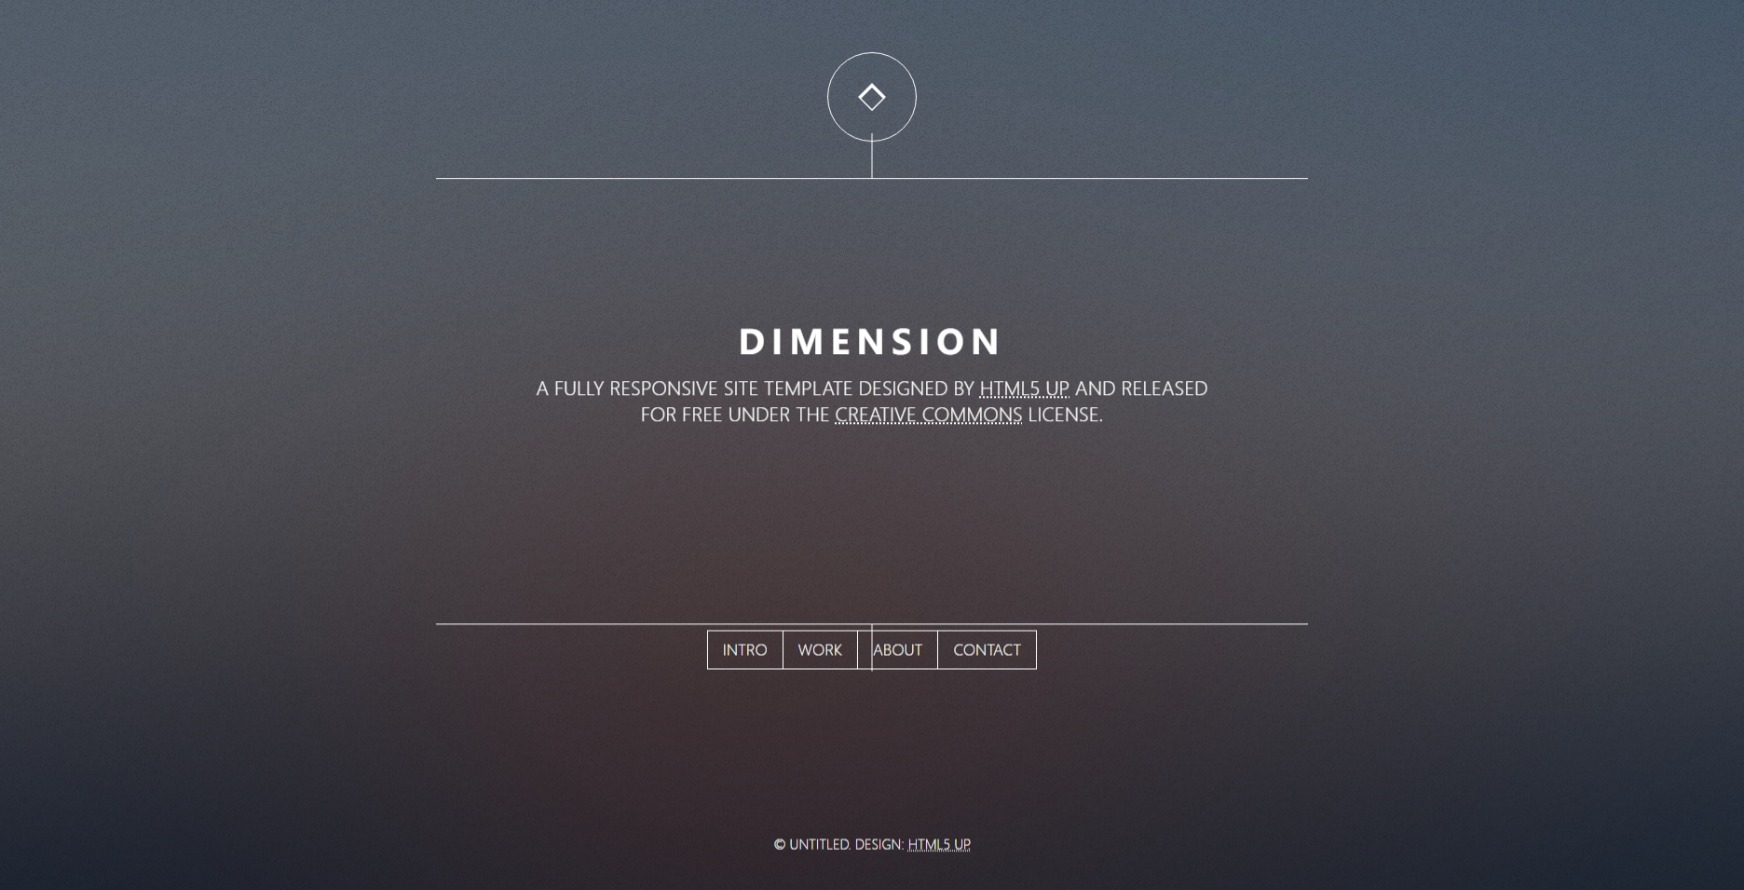 DIMENSION
A FULLY RESPONSIVE SITE TEMPLATE DESIGNED BY HTML5 UP AND RELEASED
FOR FREE UNDER THE CREATIVE COMMONS LICENSE.
INTRO WORK ABOUT CONTACT
© UNTITLED. DESIGN: HTML5 UP.